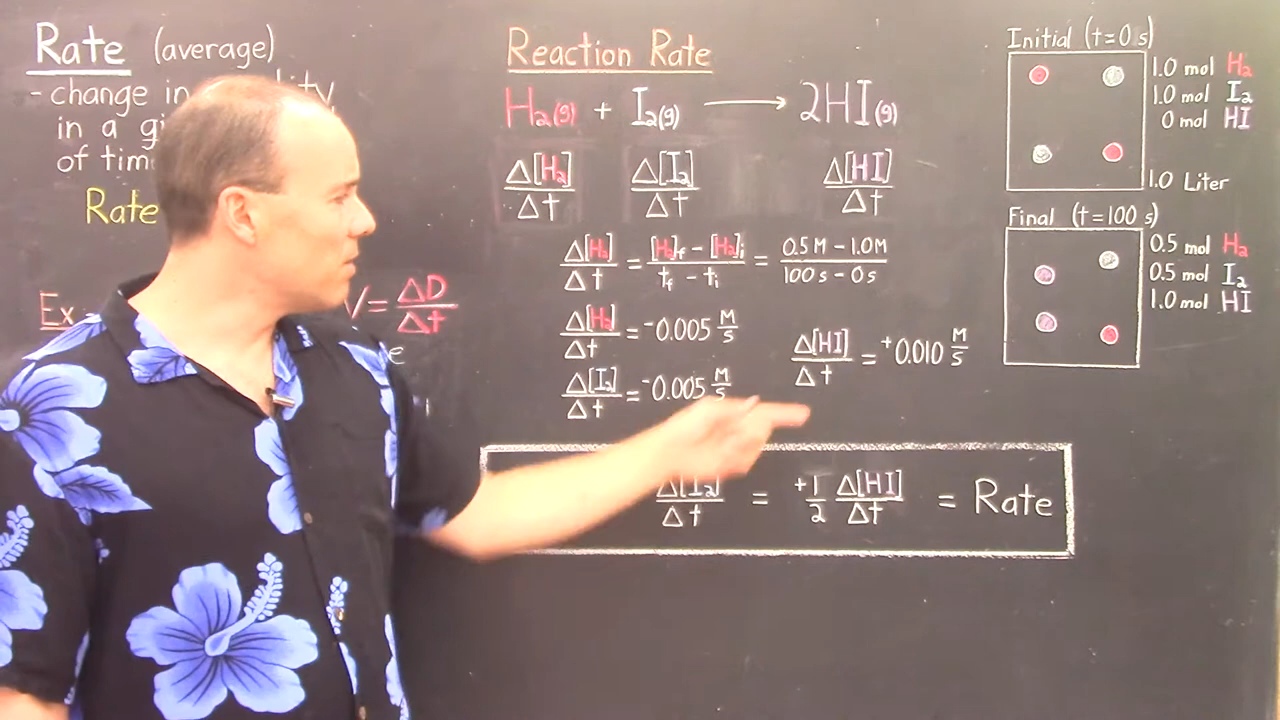 Rate (average)
- change in
in a
of tim
Rate
Ex -
V = ΔD/Δt
Reaction Rate
H₂(g) + I₂(g) ⟶ 2HI(g)
Δ[H₂]/Δt Δ[I₂]/Δt Δ[HI]/Δt
Δ[H₂]/Δt = [H₂]f − [H₂]i / tf − ti = 0.5 M − 1.0 M / 100 s − 0 s
Δ[H₂]/Δt = ⁻0.005 M/s
Δ[HI]/Δt = ⁺0.010 M/s
Δ[I₂]/Δt = ⁻0.005 M/s
Δ[I₂]/Δt = ⁺1/2 Δ[HI]/Δt = Rate
Initial (t = 0 s)
1.0 mol H₂
1.0 mol I₂
0 mol HI
1.0 Liter
Final (t = 100 s)
0.5 mol H₂
0.5 mol I₂
1.0 mol HI